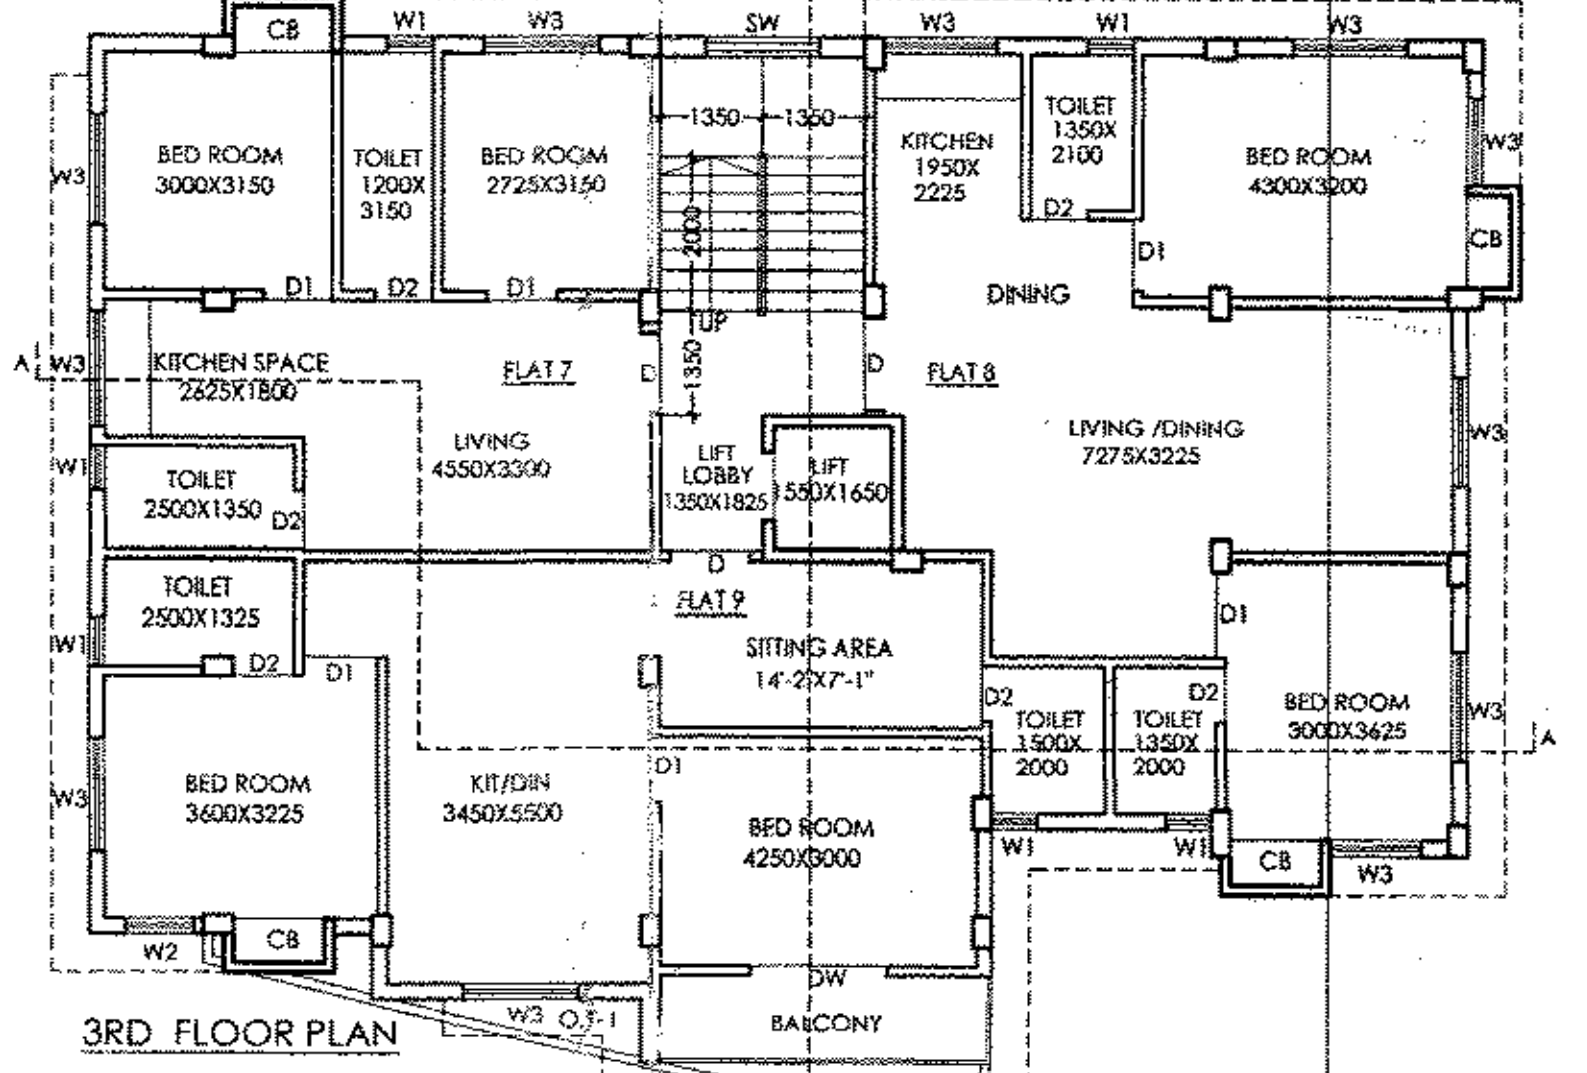 CB
W1
W3
SW
W3
W1
W3
1350
1350
BED ROOM
3000X3150
TOILET
1200X
3150
BED ROOM
2725X3150
KITCHEN
1950X
2225
TOILET
1350X
2100
BED ROOM
4300X3200
W3
W3
2000
D2
D1
CB
D1
D2
D1
DINING
UP
A
W3
KITCHEN SPACE
2625X1800
FLAT 7
D
1350
D
FLAT 8
LIVING
4550X3300
LIFT
LOBBY
1350X1825
LIFT
1550X1650
LIVING /DINING
7275X3225
W3
W1
TOILET
2500X1350
D2
D
TOILET
2500X1325
FLAT 9
D1
W1
D2
D1
SITTING AREA
14'-2"X7'-1"
D2
TOILET
1500X
2000
D2
TOILET
1350X
2000
BED ROOM
3000X3625
W3
A
BED ROOM
3600X3225
W3
KIT/DIN
3450X5500
D1
BED ROOM
4250X3000
W1
W1
CB
W3
W2
CB
DW
W3
BALCONY
3RD FLOOR PLAN